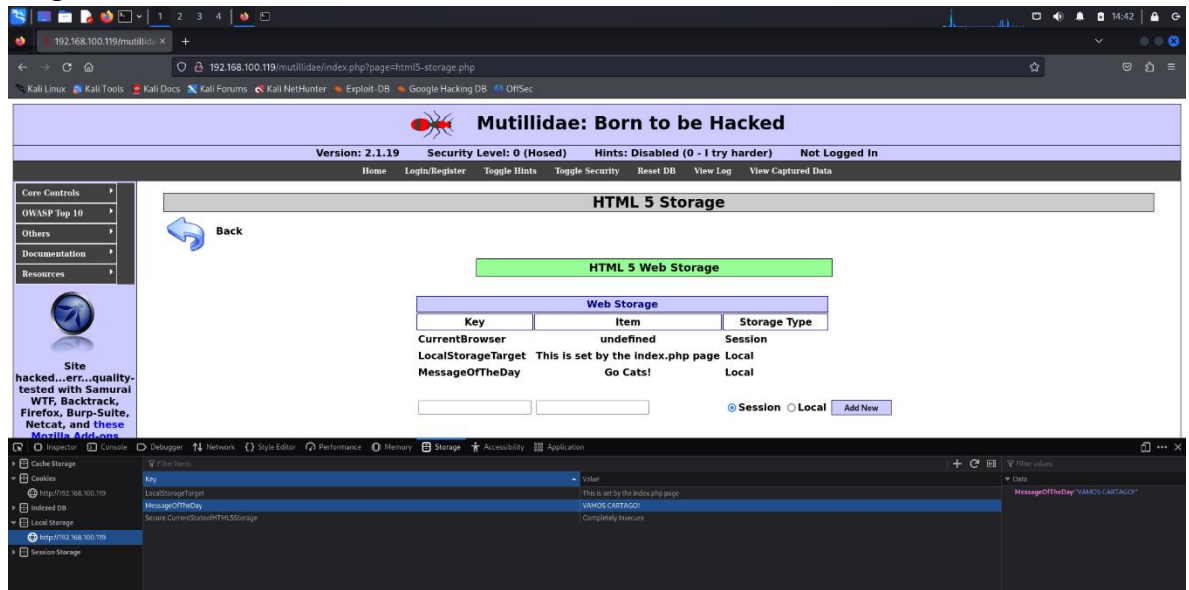 1 2 3 4
14:42
192.168.100.119/mutillida
192.168.100.119/mutillidae/index.php?page=html5-storage.php
Kali Linux Kali Tools Kali Docs Kali Forums Kali NetHunter Exploit-DB Google Hacking DB OffSec
Mutillidae: Born to be Hacked
Version: 2.1.19 Security Level: 0 (Hosed) Hints: Disabled (0 - I try harder) Not Logged In
Home Login/Register Toggle Hints Toggle Security Reset DB View Log View Captured Data
Core Controls
OWASP Top 10
Others
Documentation
Resources
Site
hacked...err...quality-
tested with Samurai
WTF, Backtrack,
Firefox, Burp-Suite,
Netcat, and these
Mozilla Add-ons
HTML 5 Storage
Back
HTML 5 Web Storage
Web Storage
Key Item Storage Type
CurrentBrowser undefined Session
LocalStorageTarget This is set by the index.php page Local
MessageOfTheDay Go Cats! Local
Session Local Add New
Inspector Console Debugger Network Style Editor Performance Memory Storage Accessibility Application
Cache Storage
Cookies
http://192.168.100.119
Indexed DB
Local Storage
http://192.168.100.119
Session Storage
Filter Items
Key Value
LocalStorageTarget This is set by the index.php page
MessageOfTheDay VAMOS CARTAGO!
Secure.CurrentStateofHTML5Storage Completely Insecure
Filter values
Data
MessageOfTheDay:"VAMOS CARTAGO!"